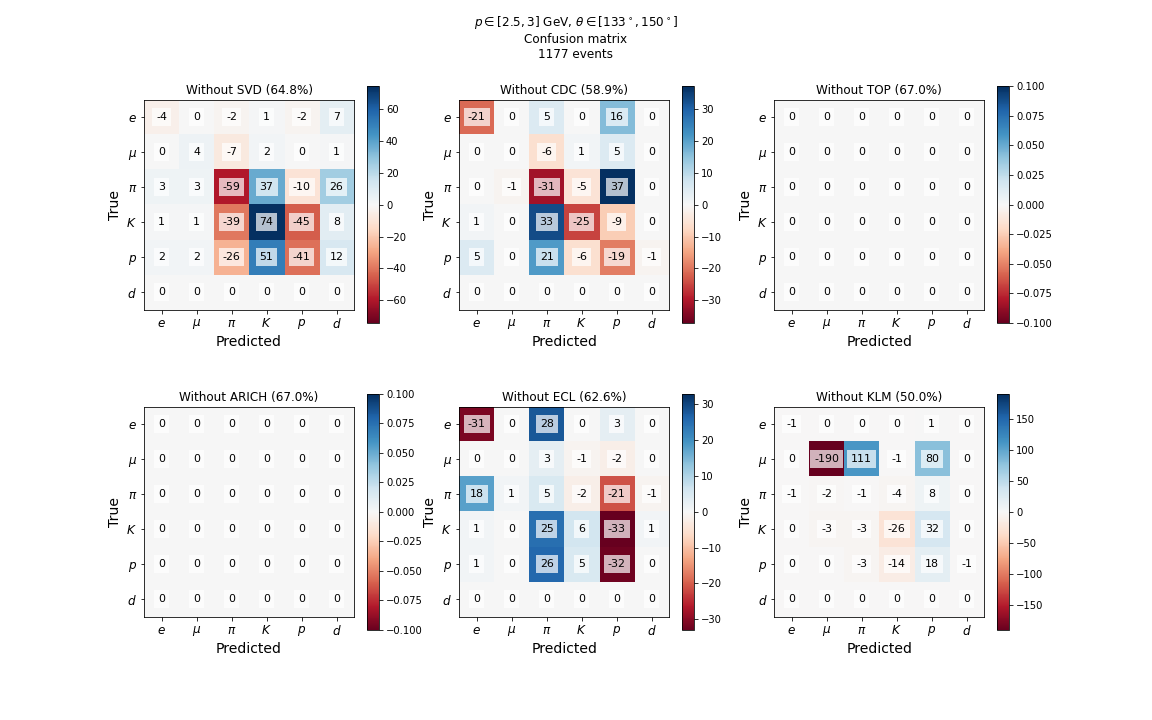 p ∈ [2.5, 3] GeV, θ ∈ [133°, 150°]
Confusion matrix
1177 events
Without SVD (64.8%)
True
e -4 0 -2 1 -2 7
μ 0 4 -7 2 0 1
π 3 3 -59 37 -10 26
K 1 1 -39 74 -45 8
p 2 2 -26 51 -41 12
d 0 0 0 0 0 0
e μ π K p d
Predicted
60
40
20
0
−20
−40
−60
Without CDC (58.9%)
True
e -21 0 5 0 16 0
μ 0 0 -6 1 5 0
π 0 -1 -31 -5 37 0
K 1 0 33 -25 -9 0
p 5 0 21 -6 -19 -1
d 0 0 0 0 0 0
e μ π K p d
Predicted
30
20
10
0
−10
−20
−30
Without TOP (67.0%)
True
e 0 0 0 0 0 0
μ 0 0 0 0 0 0
π 0 0 0 0 0 0
K 0 0 0 0 0 0
p 0 0 0 0 0 0
d 0 0 0 0 0 0
e μ π K p d
Predicted
0.100
0.075
0.050
0.025
0.000
−0.025
−0.050
−0.075
−0.100
Without ARICH (67.0%)
True
e 0 0 0 0 0 0
μ 0 0 0 0 0 0
π 0 0 0 0 0 0
K 0 0 0 0 0 0
p 0 0 0 0 0 0
d 0 0 0 0 0 0
e μ π K p d
Predicted
0.100
0.075
0.050
0.025
0.000
−0.025
−0.050
−0.075
−0.100
Without ECL (62.6%)
True
e -31 0 28 0 3 0
μ 0 0 3 -1 -2 0
π 18 1 5 -2 -21 -1
K 1 0 25 6 -33 1
p 1 0 26 5 -32 0
d 0 0 0 0 0 0
e μ π K p d
Predicted
30
20
10
0
−10
−20
−30
Without KLM (50.0%)
True
e -1 0 0 0 1 0
μ 0 -190 111 -1 80 0
π -1 -2 -1 -4 8 0
K 0 -3 -3 -26 32 0
p 0 0 -3 -14 18 -1
d 0 0 0 0 0 0
e μ π K p d
Predicted
150
100
50
0
−50
−100
−150